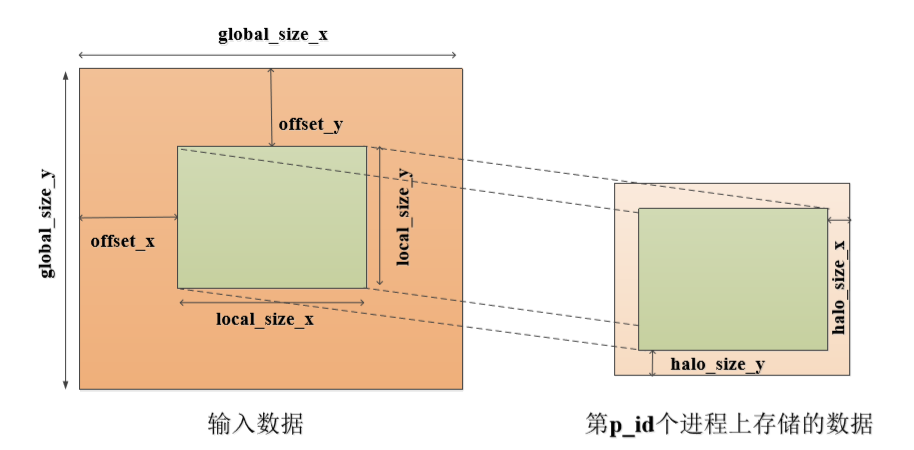 global_size_x
offset_y
global_size_y
local_size_y
offset_x
local_size_x
halo_size_x
halo_size_y
输入数据
第p_id个进程上存储的数据